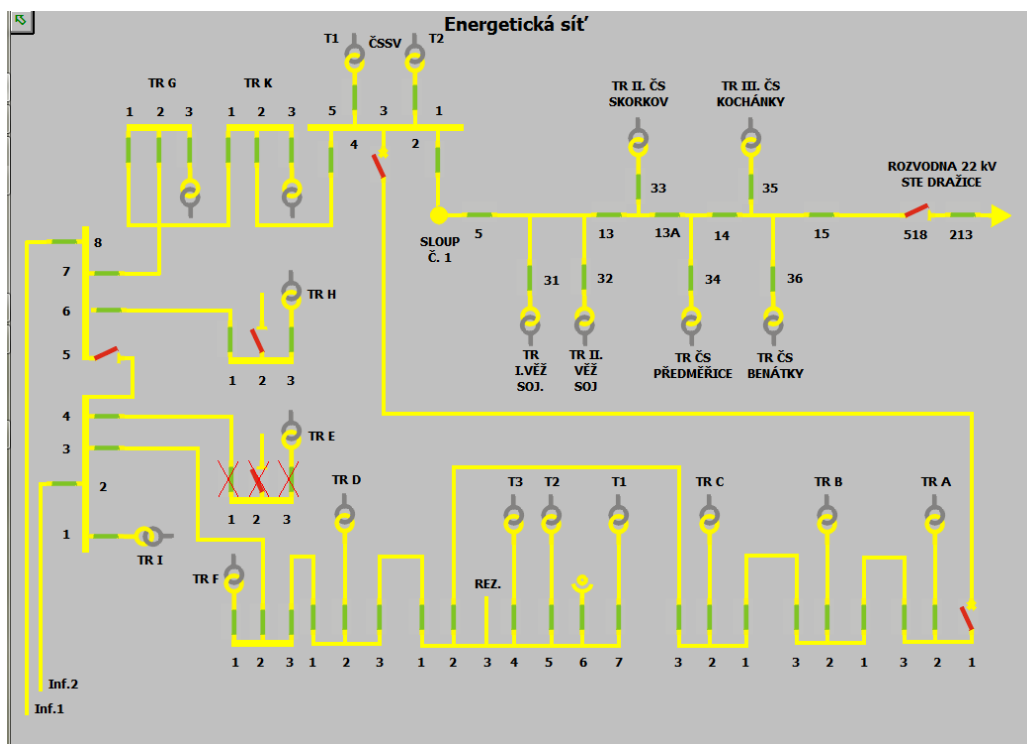 Energetická síť
T1 ČSSV T2
TR G TR K
TR II. ČS
SKORKOV
TR III. ČS
KOCHÁNKY
1 2 3 1 2 3 5 3 1
4 2
ROZVODNA 22 kV
STE DRAŽICE
33 35
5 13 13A 14 15 518 213
SLOUP
Č. 1
8
7
6
5
31 32 34 36
TR H
1 2 3
TR
I.VĚŽ
SOJ.
TR II.
VĚŽ
SOJ
TR ČS
PŘEDMĚŘICE
TR ČS
BENÁTKY
4
3
2
1
TR E
1 2 3
TR I
TR D T3 T2 T1 TR C TR B TR A
TR F
REZ.
1 2 3 1 2 3 1 2 3 4 5 6 7 3 2 1 3 2 1 3 2 1
Inf.2
Inf.1